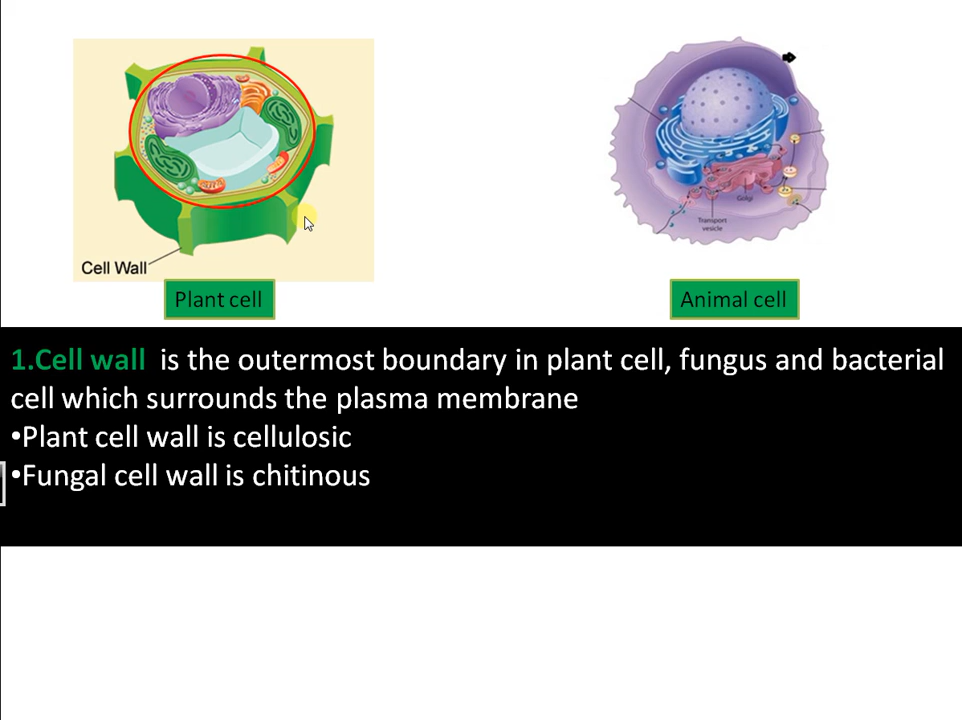 Golgi
Transport
vesicle
Cell Wall
Plant cell
Animal cell
1.Cell wall is the outermost boundary in plant cell, fungus and bacterial
cell which surrounds the plasma membrane
•Plant cell wall is cellulosic
•Fungal cell wall is chitinous